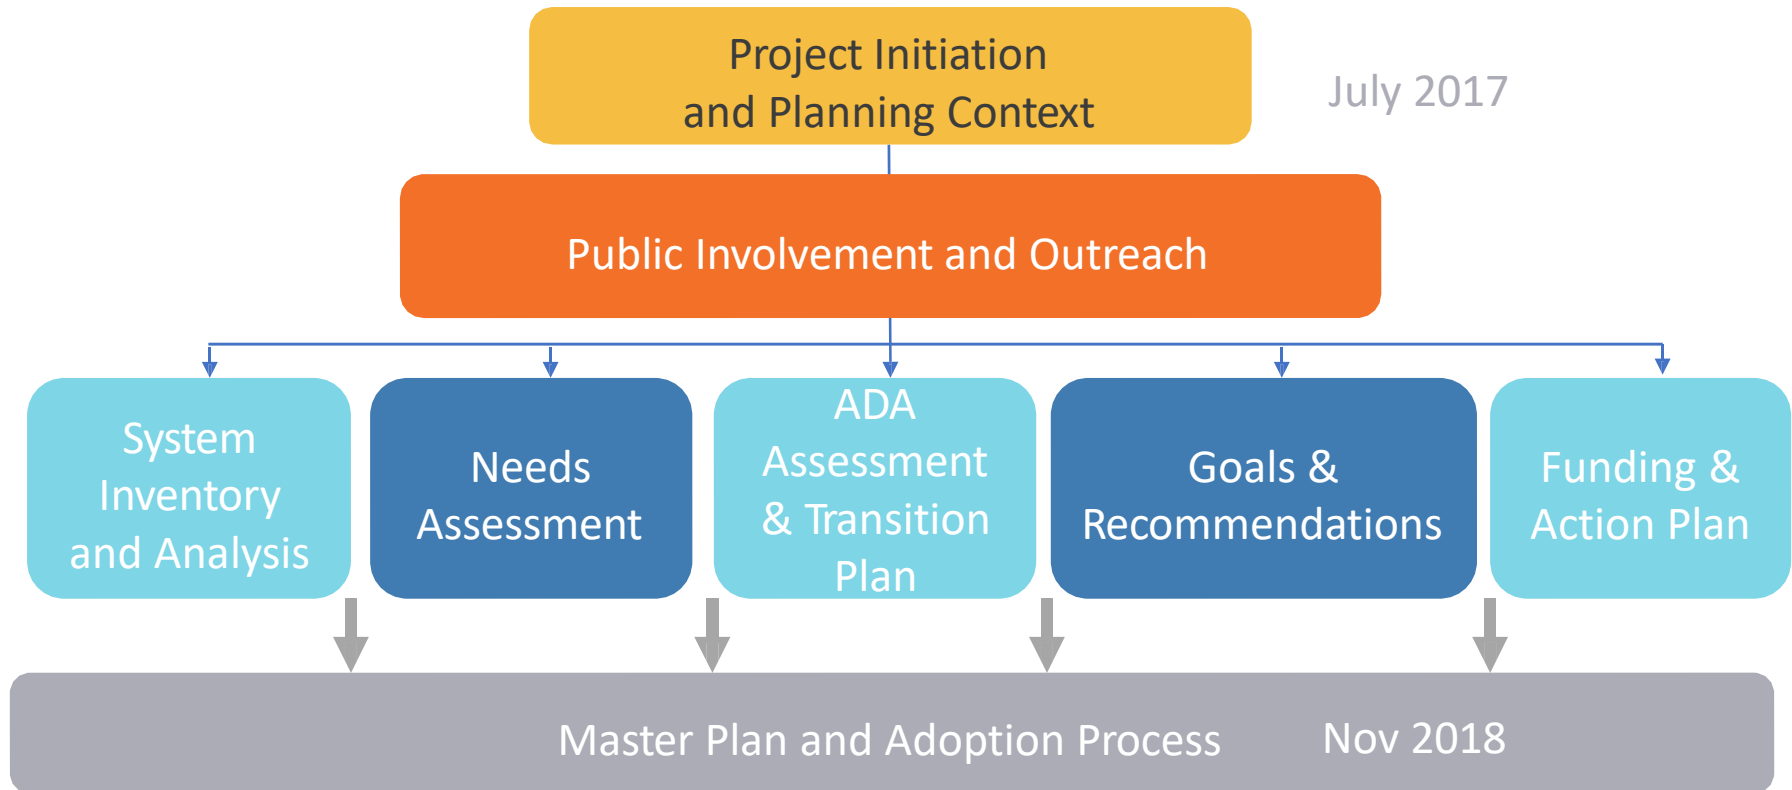 Project Initiation
and Planning Context
July 2017
Public Involvement and Outreach
System
Inventory
and Analysis
Needs
Assessment
ADA
Assessment
& Transition
Plan
Goals &
Recommendations
Funding &
Action Plan
Master Plan and Adoption Process
Nov 2018